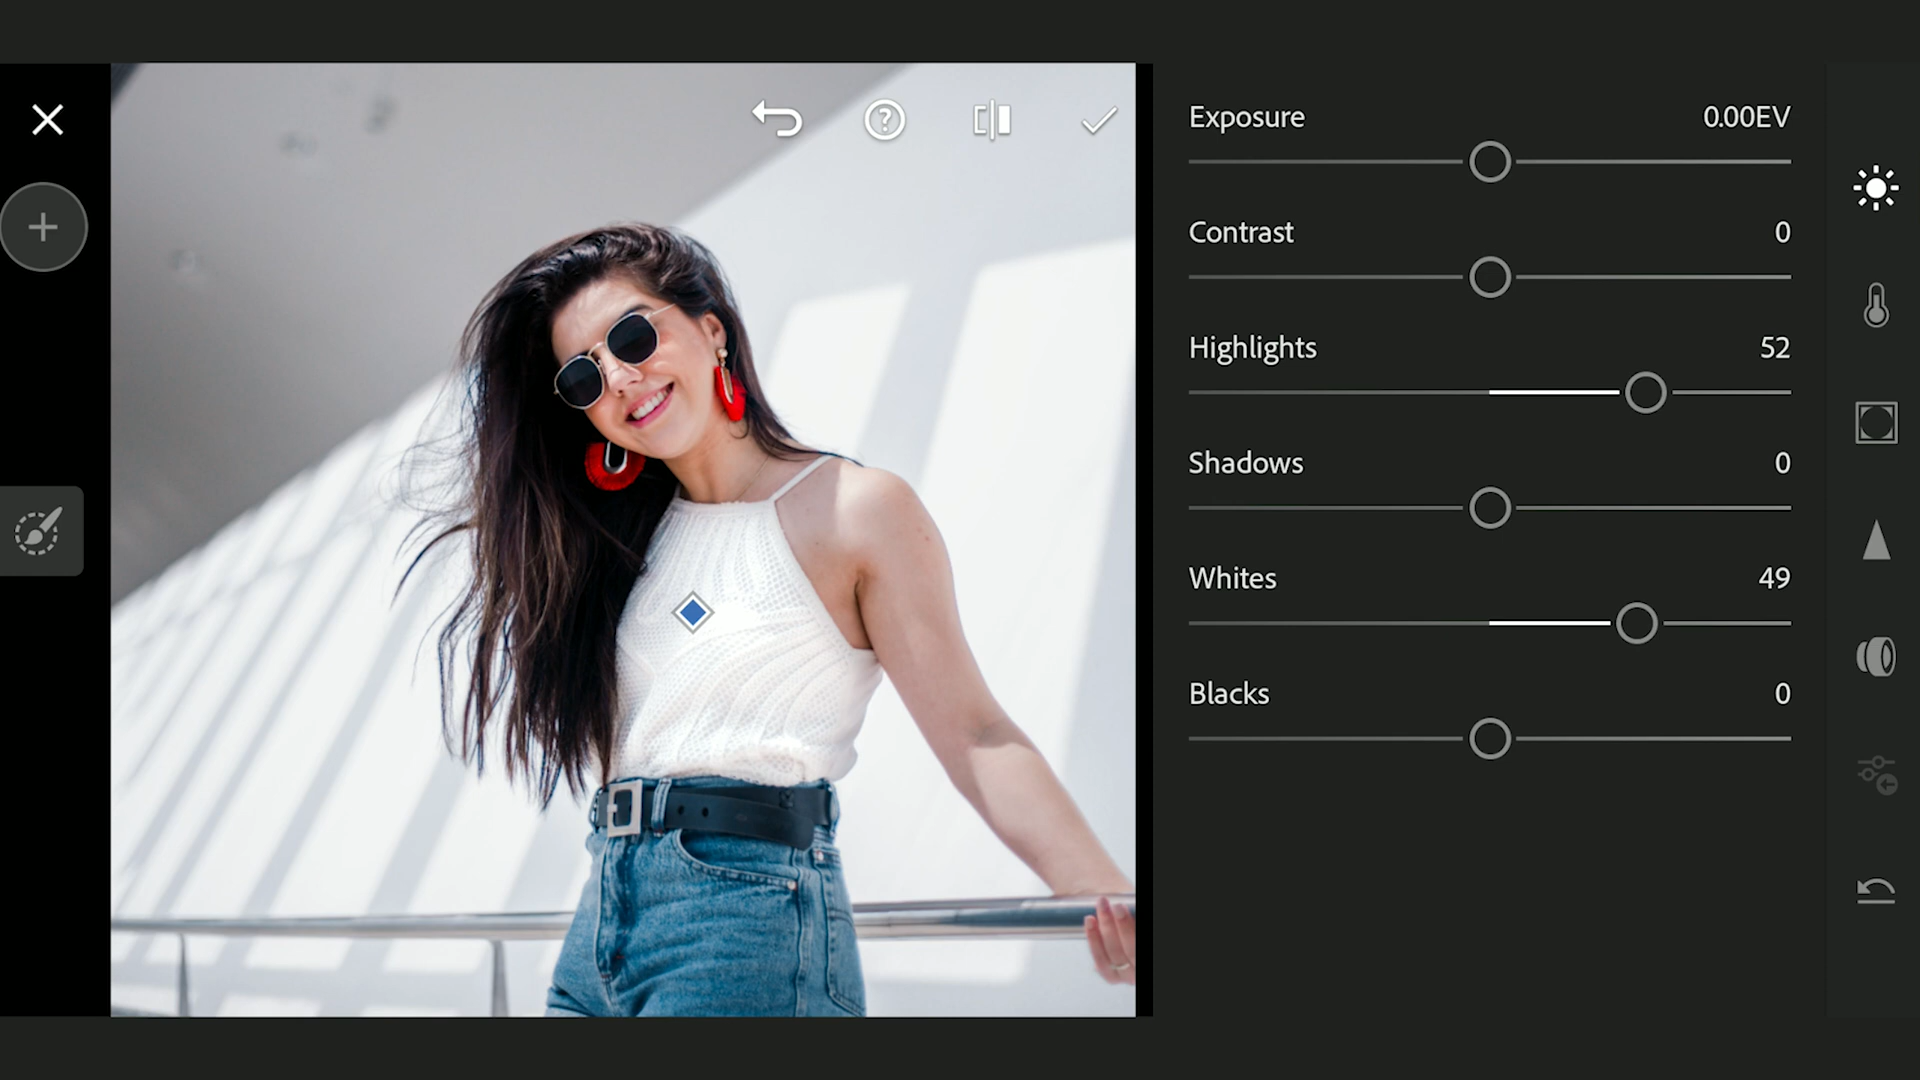 Exposure 0.00EV
Contrast 0
Highlights 52
Shadows 0
Whites 49
Blacks 0